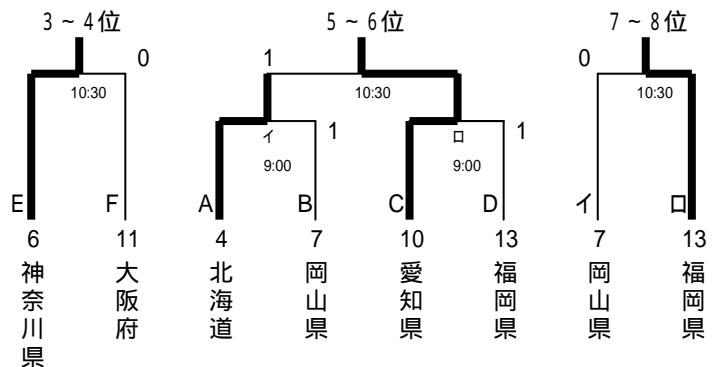 3 ~ 4位 5 ~ 6位 7 ~ 8位
0 1 0
10:30 10:30 10:30
イ 1 ロ 1
9:00 9:00
E F A B C D イ ロ
6 11 4 7 10 13 7 13
神奈川県 大阪府 北海道 岡山県 愛知県 福岡県 岡山県 福岡県